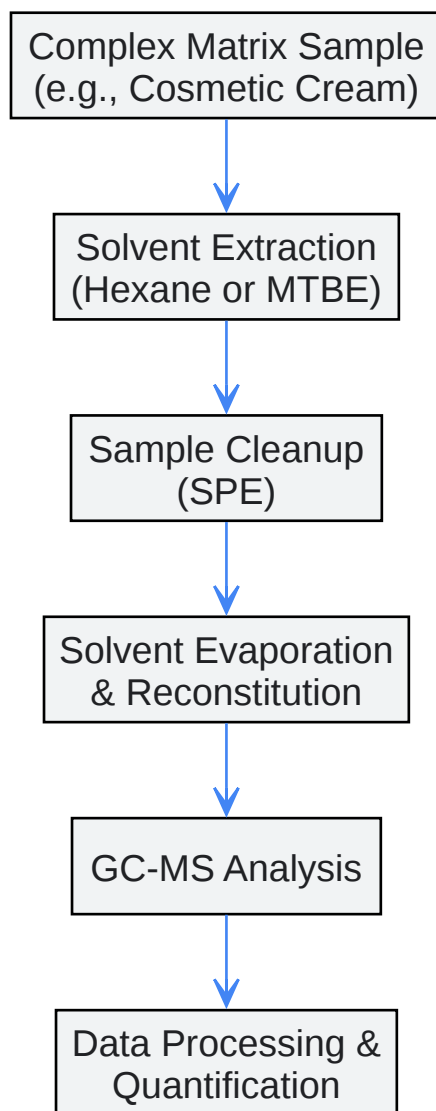 Complex Matrix Sample
(e.g., Cosmetic Cream)
Solvent Extraction
(Hexane or MTBE)
Sample Cleanup
(SPE)
Solvent Evaporation
& Reconstitution
GC-MS Analysis
Data Processing &
Quantification